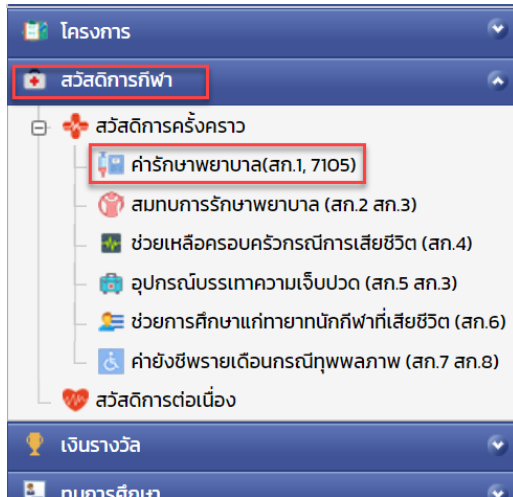 โครงการ
สวัสดิการกีฬา
สวัสดิการครั้งคราว
ค่ารักษาพยาบาล(สก.1, 7105)
สมทบการรักษาพยาบาล (สก.2 สก.3)
ช่วยเหลือครอบครัวกรณีการเสียชีวิต (สก.4)
อุปกรณ์บรรเทาความเจ็บปวด (สก.5 สก.3)
ช่วยการศึกษาแก่ทายาทนักกีฬาที่เสียชีวิต (สก.6)
ค่ายังชีพรายเดือนกรณีทุพพลภาพ (สก.7 สก.8)
สวัสดิการต่อเนื่อง
เงินรางวัล
ทุนการศึกษา